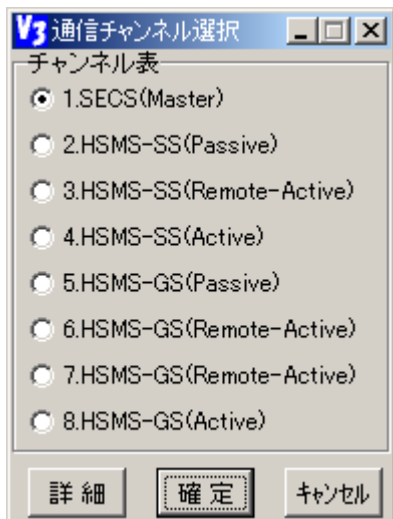 V3 通信チャンネル選択
チャンネル表
1.SECS(Master)
2.HSMS-SS(Passive)
3.HSMS-SS(Remote-Active)
4.HSMS-SS(Active)
5.HSMS-GS(Passive)
6.HSMS-GS(Remote-Active)
7.HSMS-GS(Remote-Active)
8.HSMS-GS(Active)
詳 細 確 定 ｷｬﾝｾﾙ